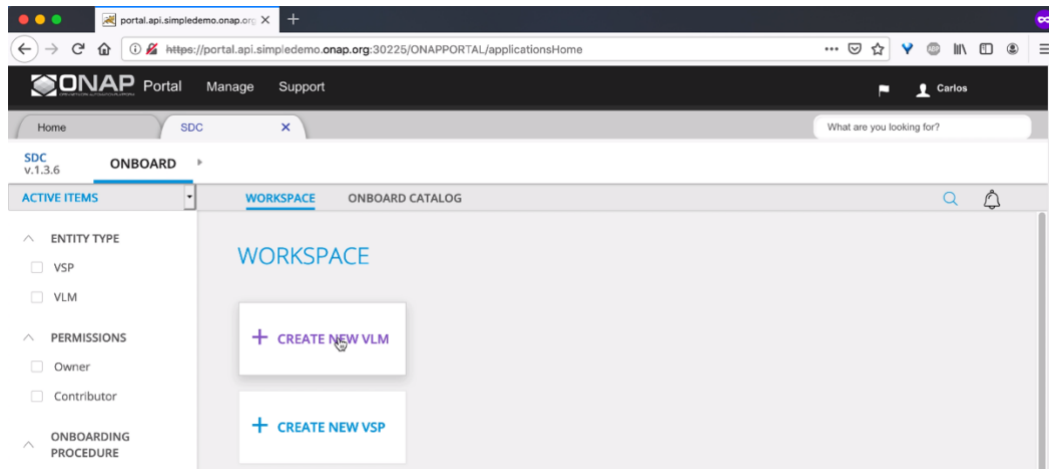 portal.api.simpledemo.onap.org
https://portal.api.simpledemo.onap.org:30225/ONAPPORTAL/applicationsHome
ONAP Portal Manage Support Carlos
Home SDC What are you looking for?
SDC
v.1.3.6
ONBOARD
ACTIVE ITEMS WORKSPACE ONBOARD CATALOG
ENTITY TYPE
VSP
VLM
PERMISSIONS
Owner
Contributor
ONBOARDING
PROCEDURE
WORKSPACE
+ CREATE NEW VLM
+ CREATE NEW VSP